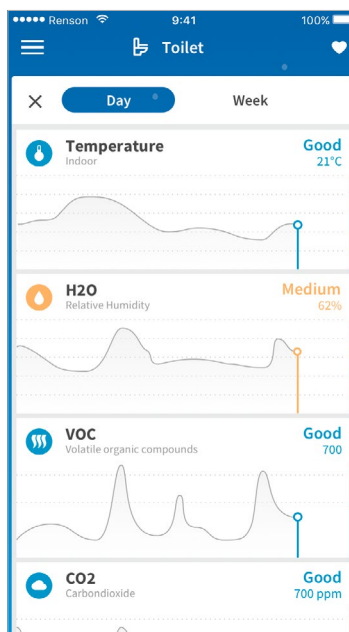 Renson 9:41 100%
Toilet
Day Week
Temperature Good
Indoor 21°C
H2O Medium
Relative Humidity 62%
VOC Good
Volatile organic compounds 700
CO2 Good
Carbondioxide 700 ppm